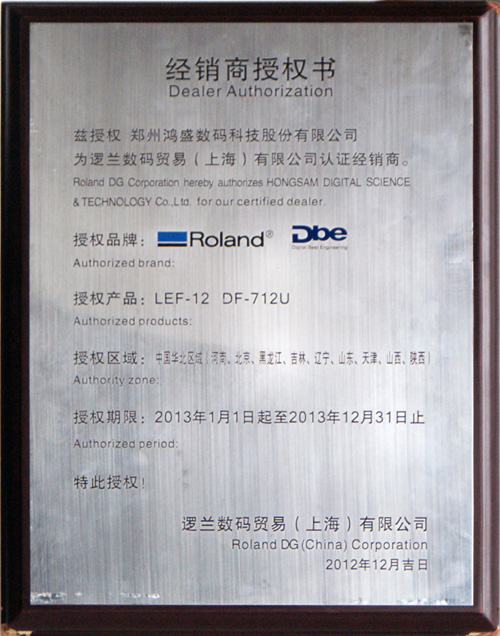 经销商授权书
Dealer Authorization
兹授权 郑州鸿盛数码科技股份有限公司
为逻兰数码贸易（上海）有限公司认证经销商。
Roland DG Corporation hereby authorizes HONGSAM DIGITAL SCIENCE
& TECHNOLOGY Co.,Ltd. for our certified dealer.
授权品牌： Roland® Dbe
Digital Best Engineering
Authorized brand:
授权产品：LEF-12 DF-712U
Authorized products:
授权区域：中国华北区域（河南、北京、黑龙江、吉林、辽宁、山东、天津、山西、陕西）
Authority zone:
授权期限：2013年1月1日起至2013年12月31日止
Authorized period:
特此授权！
逻兰数码贸易（上海）有限公司
Roland DG (China) Corporation
2012年12月吉日